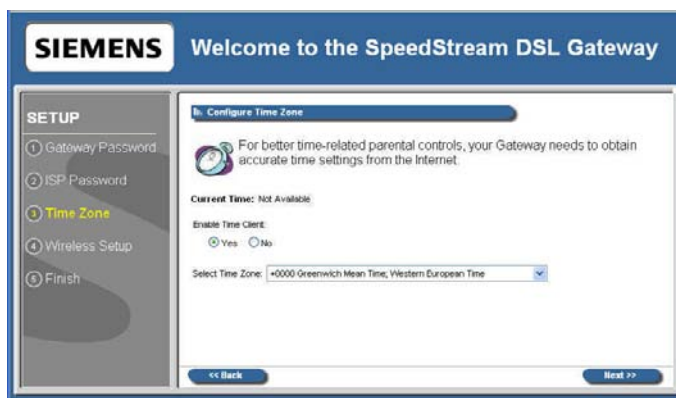 SIEMENS
Welcome to the SpeedStream DSL Gateway
SETUP
1 Gateway Password
2 ISP Password
3 Time Zone
4 Wireless Setup
5 Finish
Configure Time Zone
For better time-related parental controls, your Gateway needs to obtain
accurate time settings from the Internet.
Current Time: Not Available
Enable Time Client:
Yes No
Select Time Zone: +0000 Greenwich Mean Time; Western European Time
<< Back
Next >>